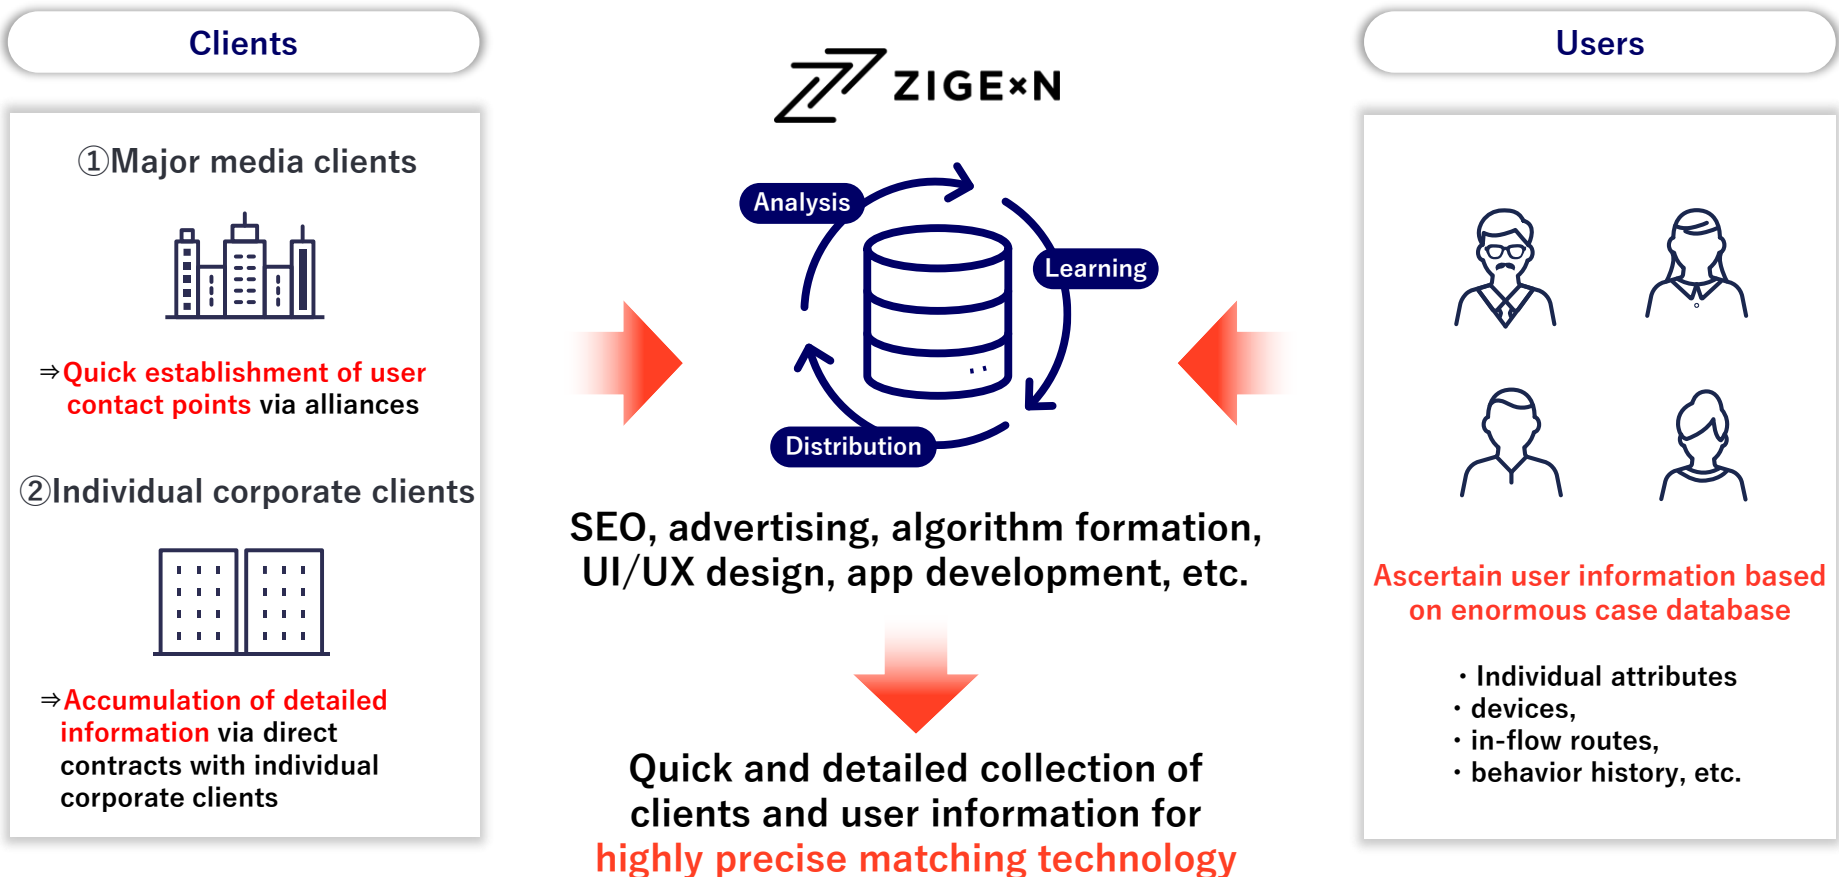 Clients
①Major media clients
⇒Quick establishment of user
contact points via alliances
②Individual corporate clients
⇒Accumulation of detailed
information via direct
contracts with individual
corporate clients
ZIGE×N
Analysis
Learning
Distribution
SEO, advertising, algorithm formation,
UI/UX design, app development, etc.
Quick and detailed collection of
clients and user information for
highly precise matching technology
Users
Ascertain user information based
on enormous case database
・Individual attributes
・devices,
・in-flow routes,
・behavior history, etc.